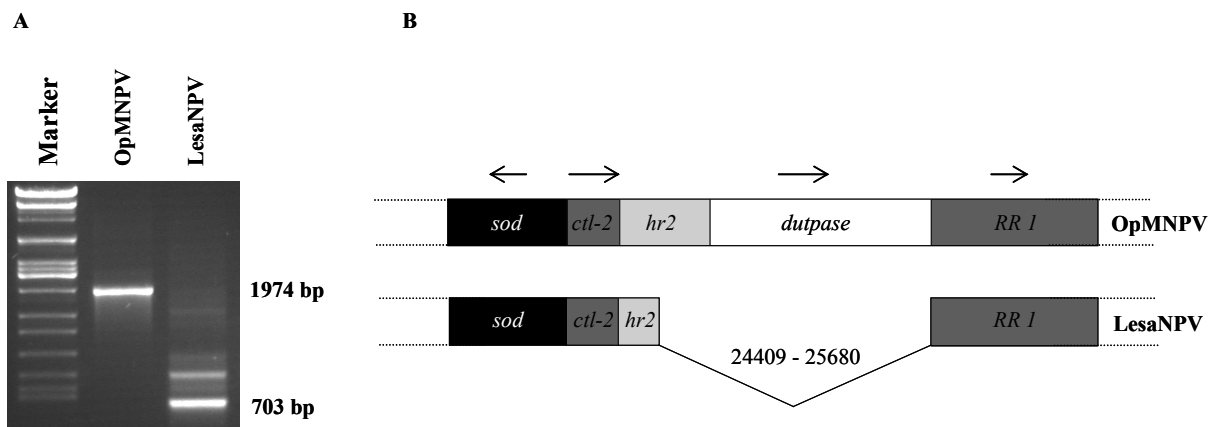 A
B
Marker
OpMNPV
LesaNPV
1974 bp
703 bp
sod
ctl-2
hr2
dutpase
RR 1
OpMNPV
sod
ctl-2
hr2
RR 1
LesaNPV
24409 - 25680